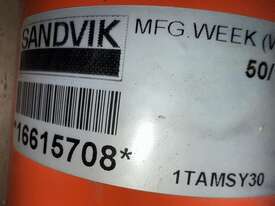 SANDVIK
MFG.WEEK (
50/
*16615708*
1TAMSY30